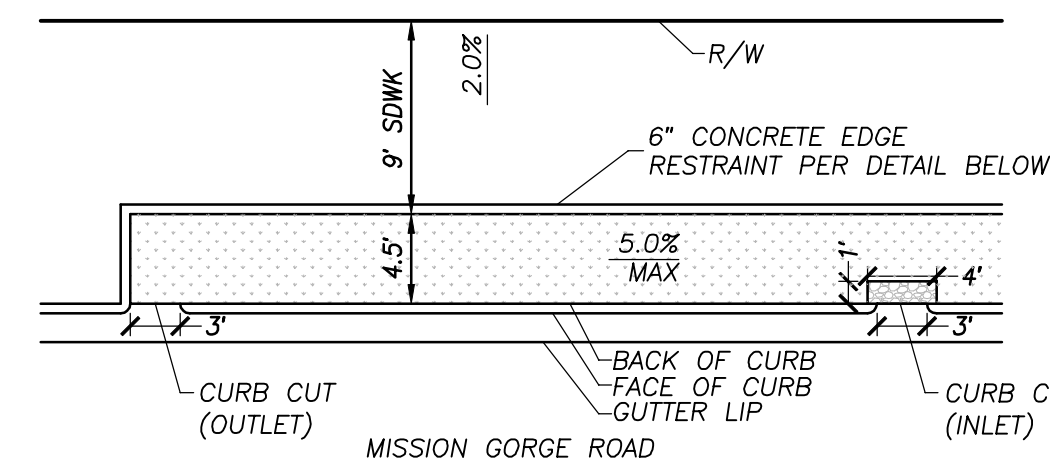 R/W
2.0%
9' SDWK
6" CONCRETE EDGE
RESTRAINT PER DETAIL BELOW
4.5'
5.0%
MAX
1'
4'
3'
3'
BACK OF CURB
FACE OF CURB
GUTTER LIP
CURB CUT
(OUTLET)
CURB C
(INLET)
MISSION GORGE ROAD